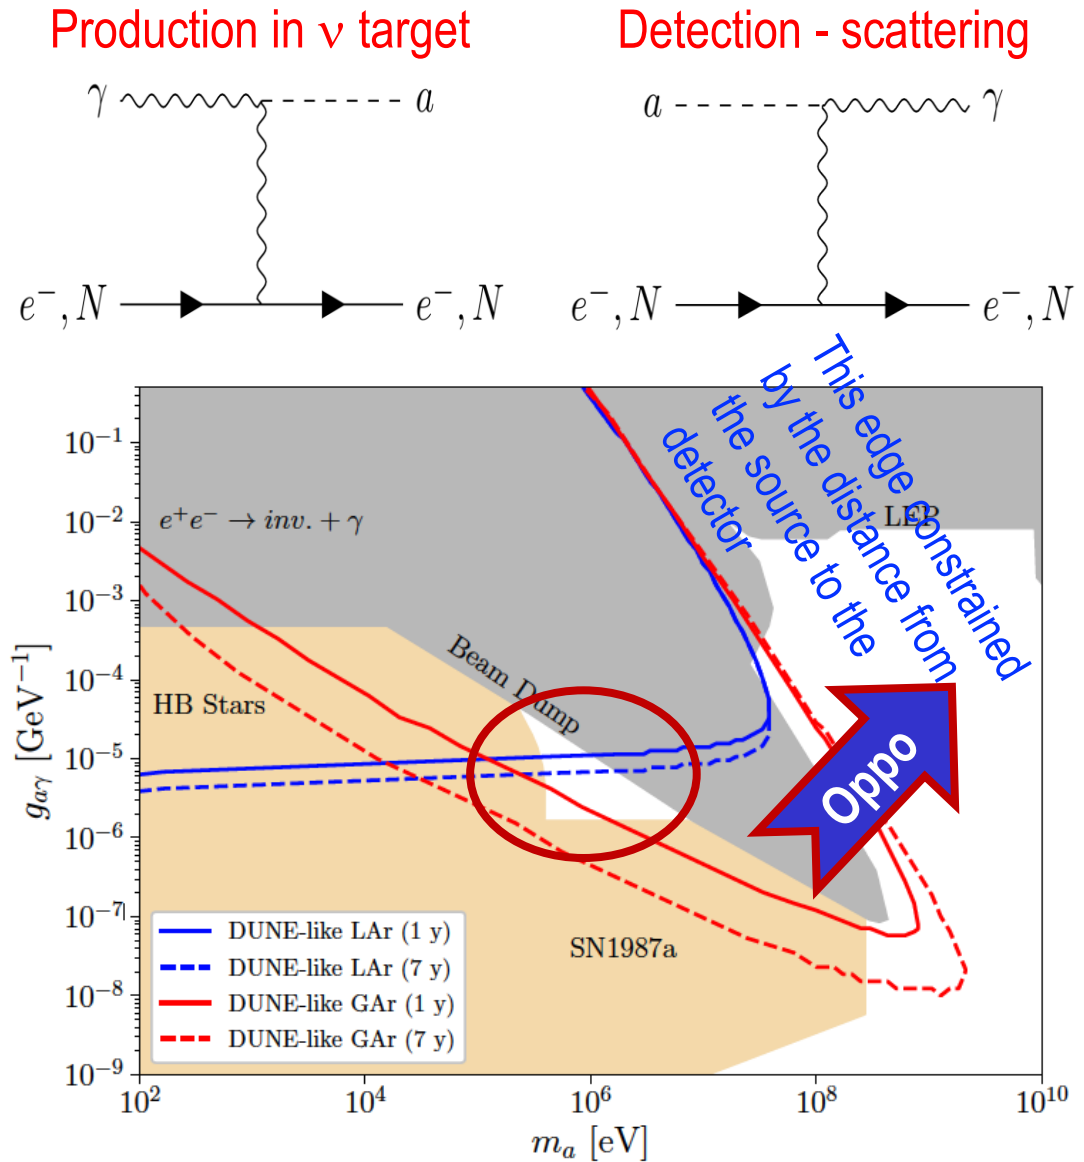 Production in ν target
Detection - scattering
γ
a
e⁻, N
e⁻, N
a
γ
e⁻, N
e⁻, N
This edge constrained
by the distance from
the source to the
detector
10⁻¹
10⁻²
10⁻³
10⁻⁴
10⁻⁵
10⁻⁶
10⁻⁷
10⁻⁸
10⁻⁹
g_{aγ} [GeV⁻¹]
e⁺e⁻ → inv. + γ
LEP
Beam Dump
HB Stars
Oppo
SN1987a
DUNE-like LAr (1 y)
DUNE-like LAr (7 y)
DUNE-like GAr (1 y)
DUNE-like GAr (7 y)
10²
10⁴
10⁶
10⁸
10¹⁰
m_a [eV]